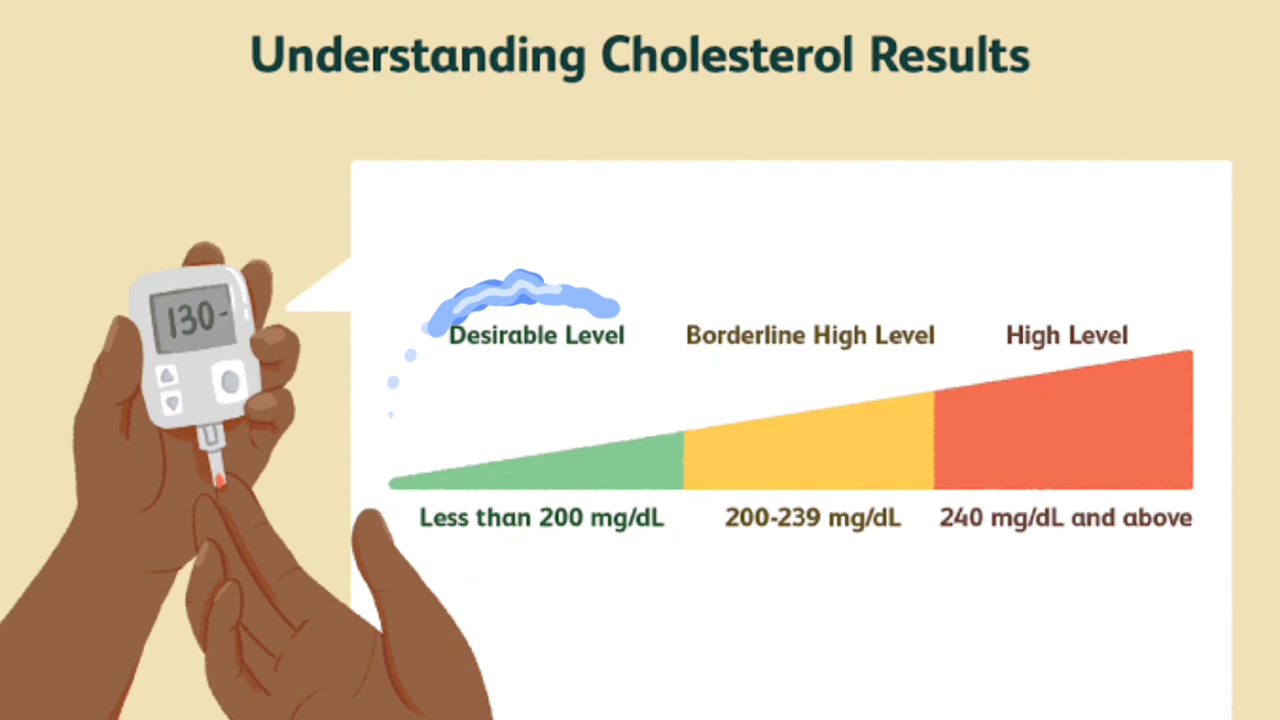 Understanding Cholesterol Results
130-
Desirable Level
Borderline High Level
High Level
Less than 200 mg/dL
200-239 mg/dL
240 mg/dL and above